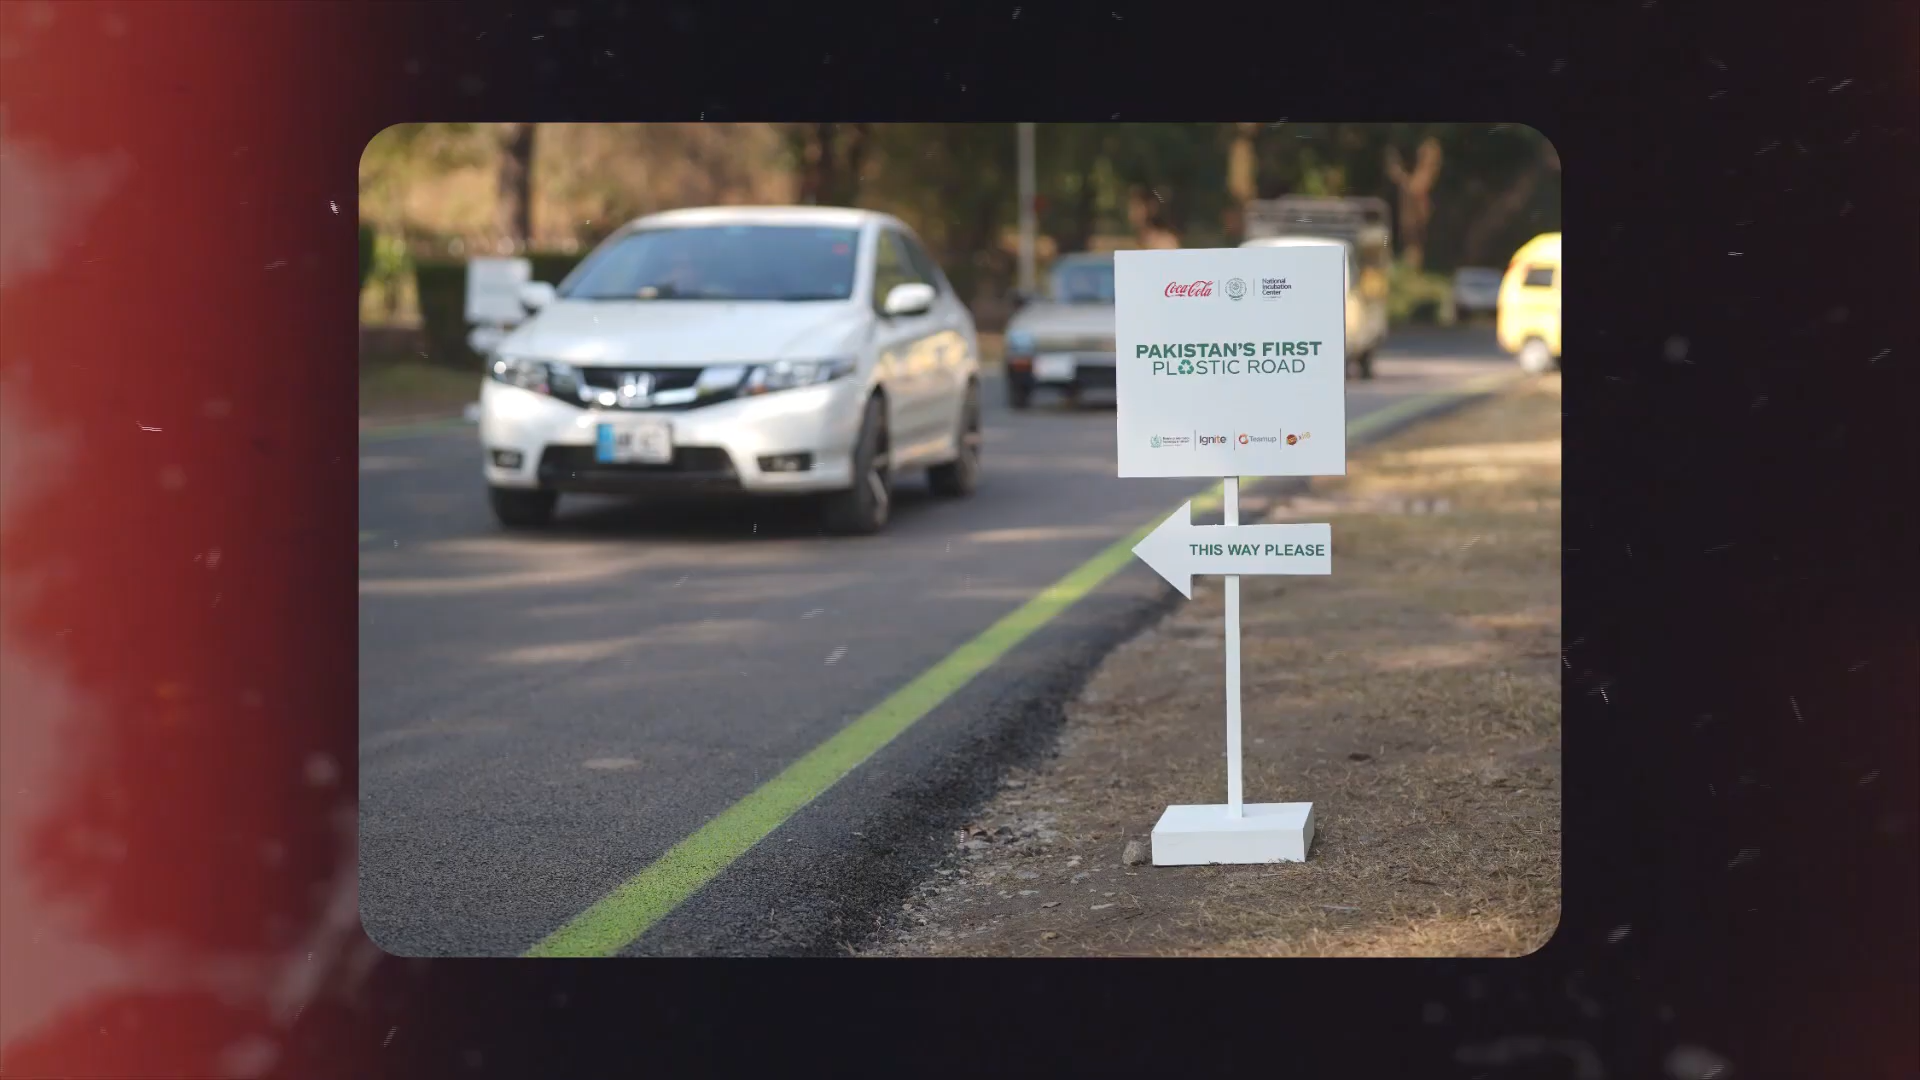 Coca-Cola
National
Incubation
Center
PAKISTAN'S FIRST
PLASTIC ROAD
ignite
Teamup
THIS WAY PLEASE